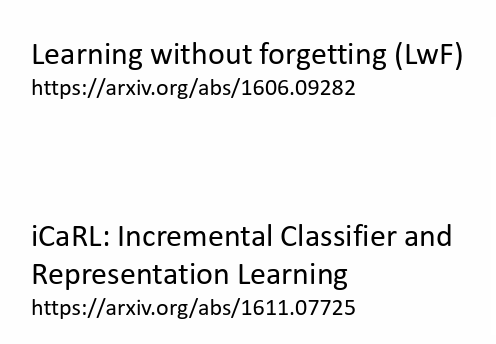 Learning without forgetting (LwF)
https://arxiv.org/abs/1606.09282
iCaRL: Incremental Classifier and
Representation Learning
https://arxiv.org/abs/1611.07725